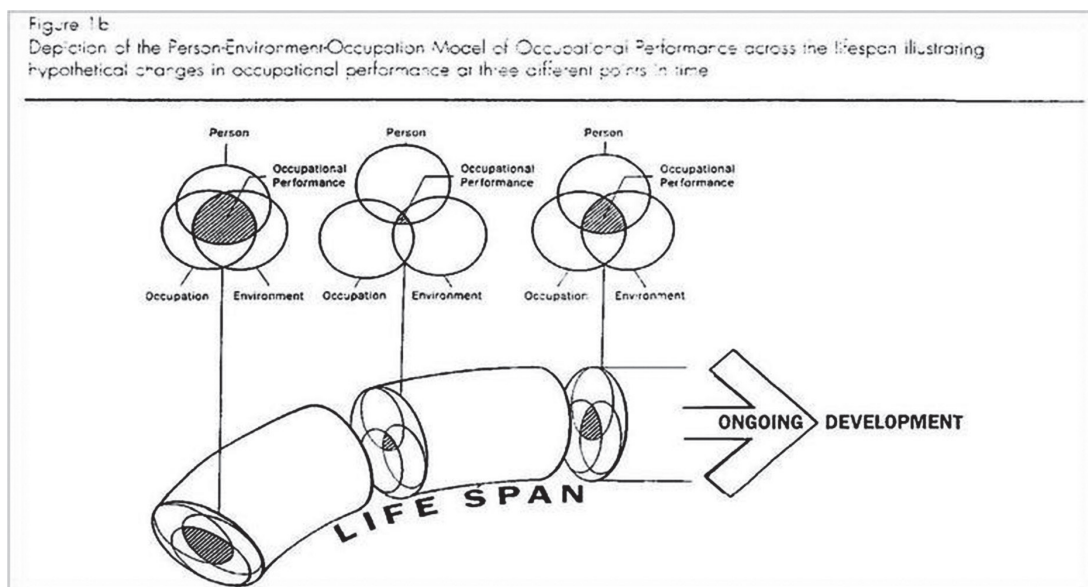 Figure 1b
Depiction of the Person-Environment-Occupation Model of Occupational Performance across the lifespan illustrating
hypothetical changes in occupational performance at three different points in time
Person
Occupational
Performance
Occupation
Environment
Person
Occupational
Performance
Occupation
Environment
Person
Occupational
Performance
Occupation
Environment
ONGOING DEVELOPMENT
LIFE SPAN